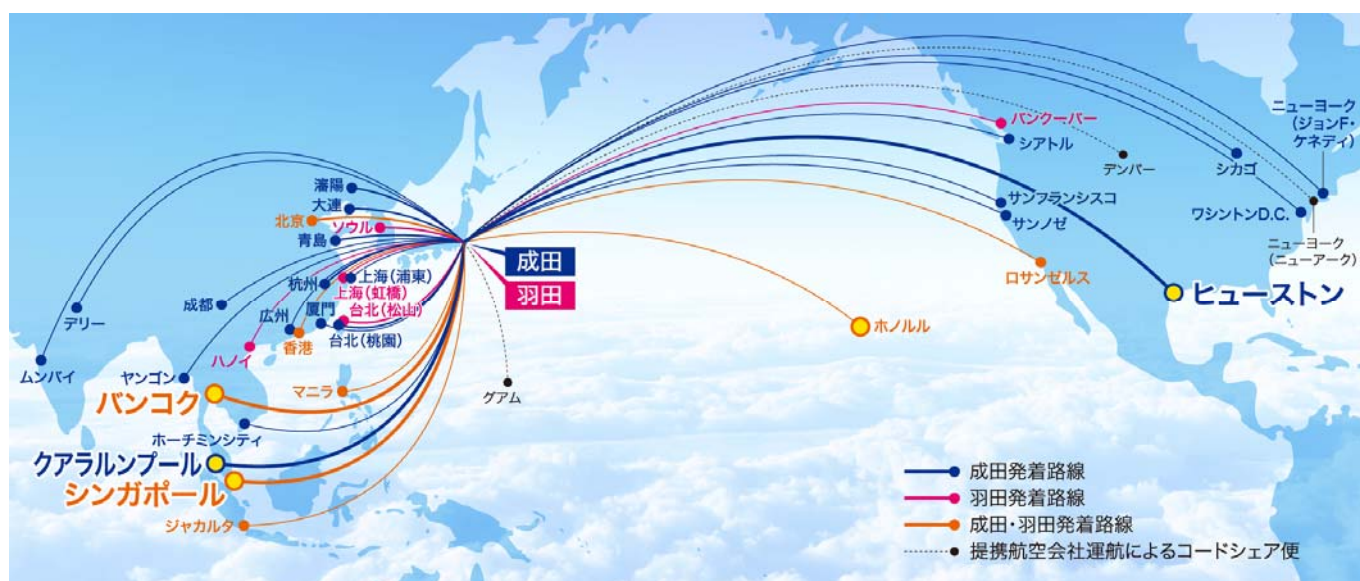 ニューヨーク
(ジョンF・
ケネディ)
バンクーバー
シアトル
デンバー
シカゴ
瀋陽
大連
サンフランシスコ
サンノゼ
ワシントンD.C.
北京
ソウル
青島
ニューヨーク
(ニューアーク)
成田
羽田
上海(浦東)
杭州
上海(虹橋)
ロサンゼルス
ヒューストン
成都
デリー
厦門
台北(松山)
広州
台北(桃園)
香港
ホノルル
ハノイ
ムンバイ
ヤンゴン
バンコク
マニラ
グアム
ホーチミンシティ
クアラルンプール
シンガポール
ジャカルタ
成田発着路線
羽田発着路線
成田・羽田発着路線
提携航空会社運航によるコードシェア便